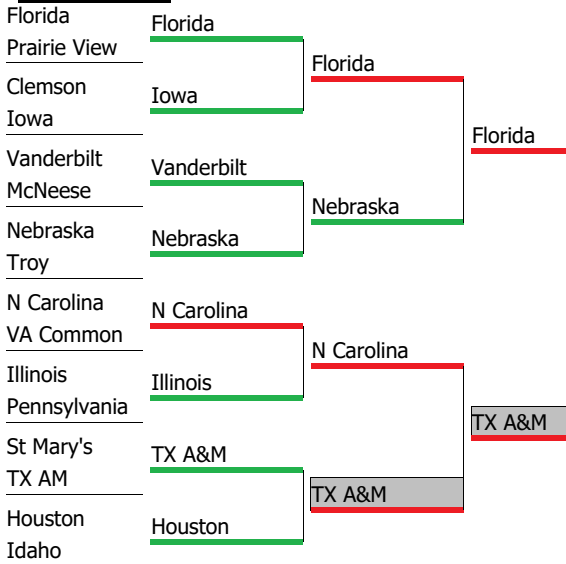 Florida
Prairie View
Clemson
Iowa
Vanderbilt
McNeese
Nebraska
Troy
N Carolina
VA Common
Illinois
Pennsylvania
St Mary's
TX AM
Houston
Idaho
Florida
Iowa
Vanderbilt
Nebraska
N Carolina
Illinois
TX A&M
Houston
Florida
Nebraska
N Carolina
TX A&M
Florida
TX A&M